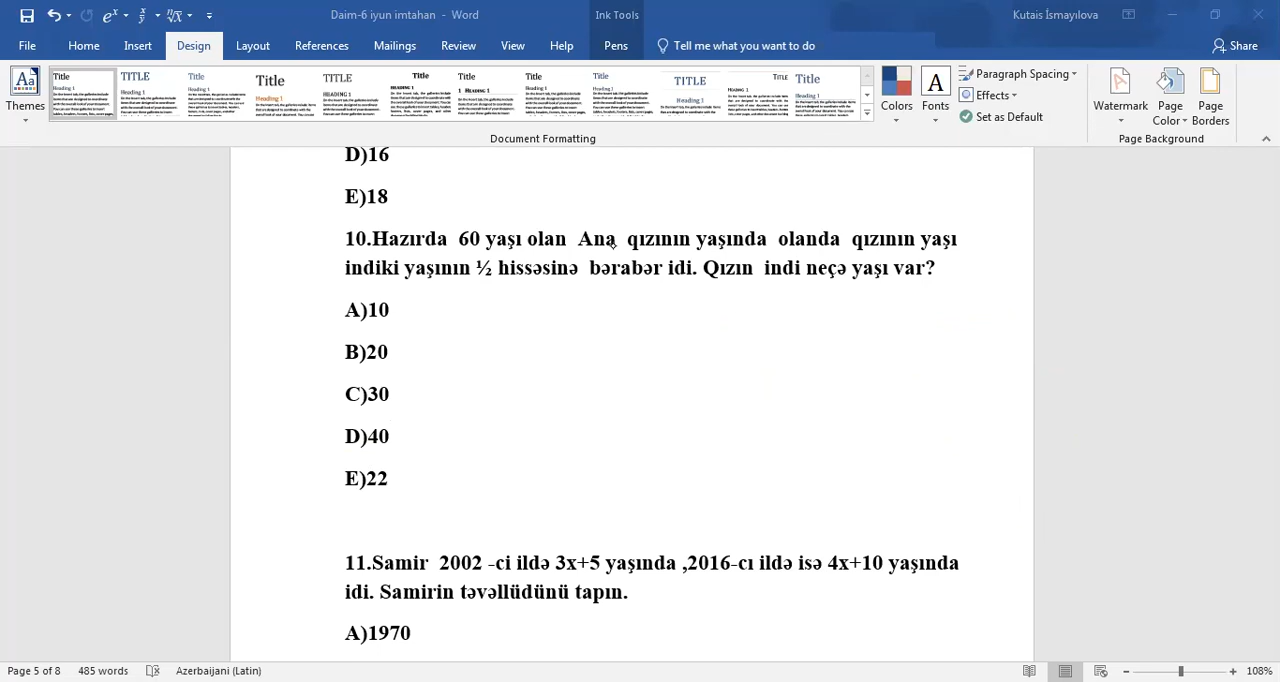 Daim-6 iyun imtahan - Word
Ink Tools
Kutais İsmayılova
File Home Insert Design Layout References Mailings Review View Help Pens Tell me what you want to do Share
Themes
Colors
Fonts
Paragraph Spacing
Effects
Set as Default
Watermark
Page Color
Page Borders
Document Formatting
Page Background
D)16
E)18
10.Hazırda 60 yaşı olan Ana qızının yaşında olanda qızının yaşı
indiki yaşının ½ hissəsinə bərabər idi. Qızın indi neçə yaşı var?
A)10
B)20
C)30
D)40
E)22
11.Samir 2002 -ci ildə 3x+5 yaşında ,2016-cı ildə isə 4x+10 yaşında
idi. Samirin təvəllüdünü tapın.
A)1970
Page 5 of 8 485 words Azerbaijani (Latin) 108%